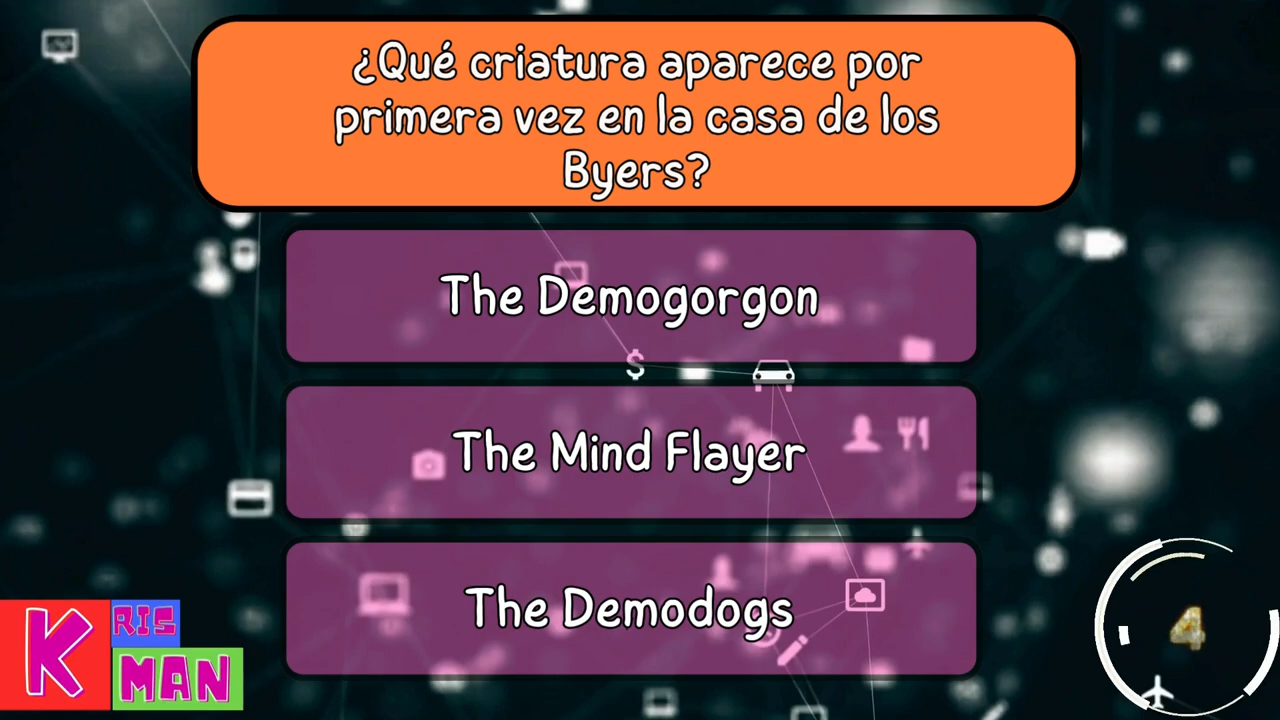 ¿Qué criatura aparece por
primera vez en la casa de los
Byers?
The Demogorgon
The Mind Flayer
The Demodogs
K RIS
MAN
4